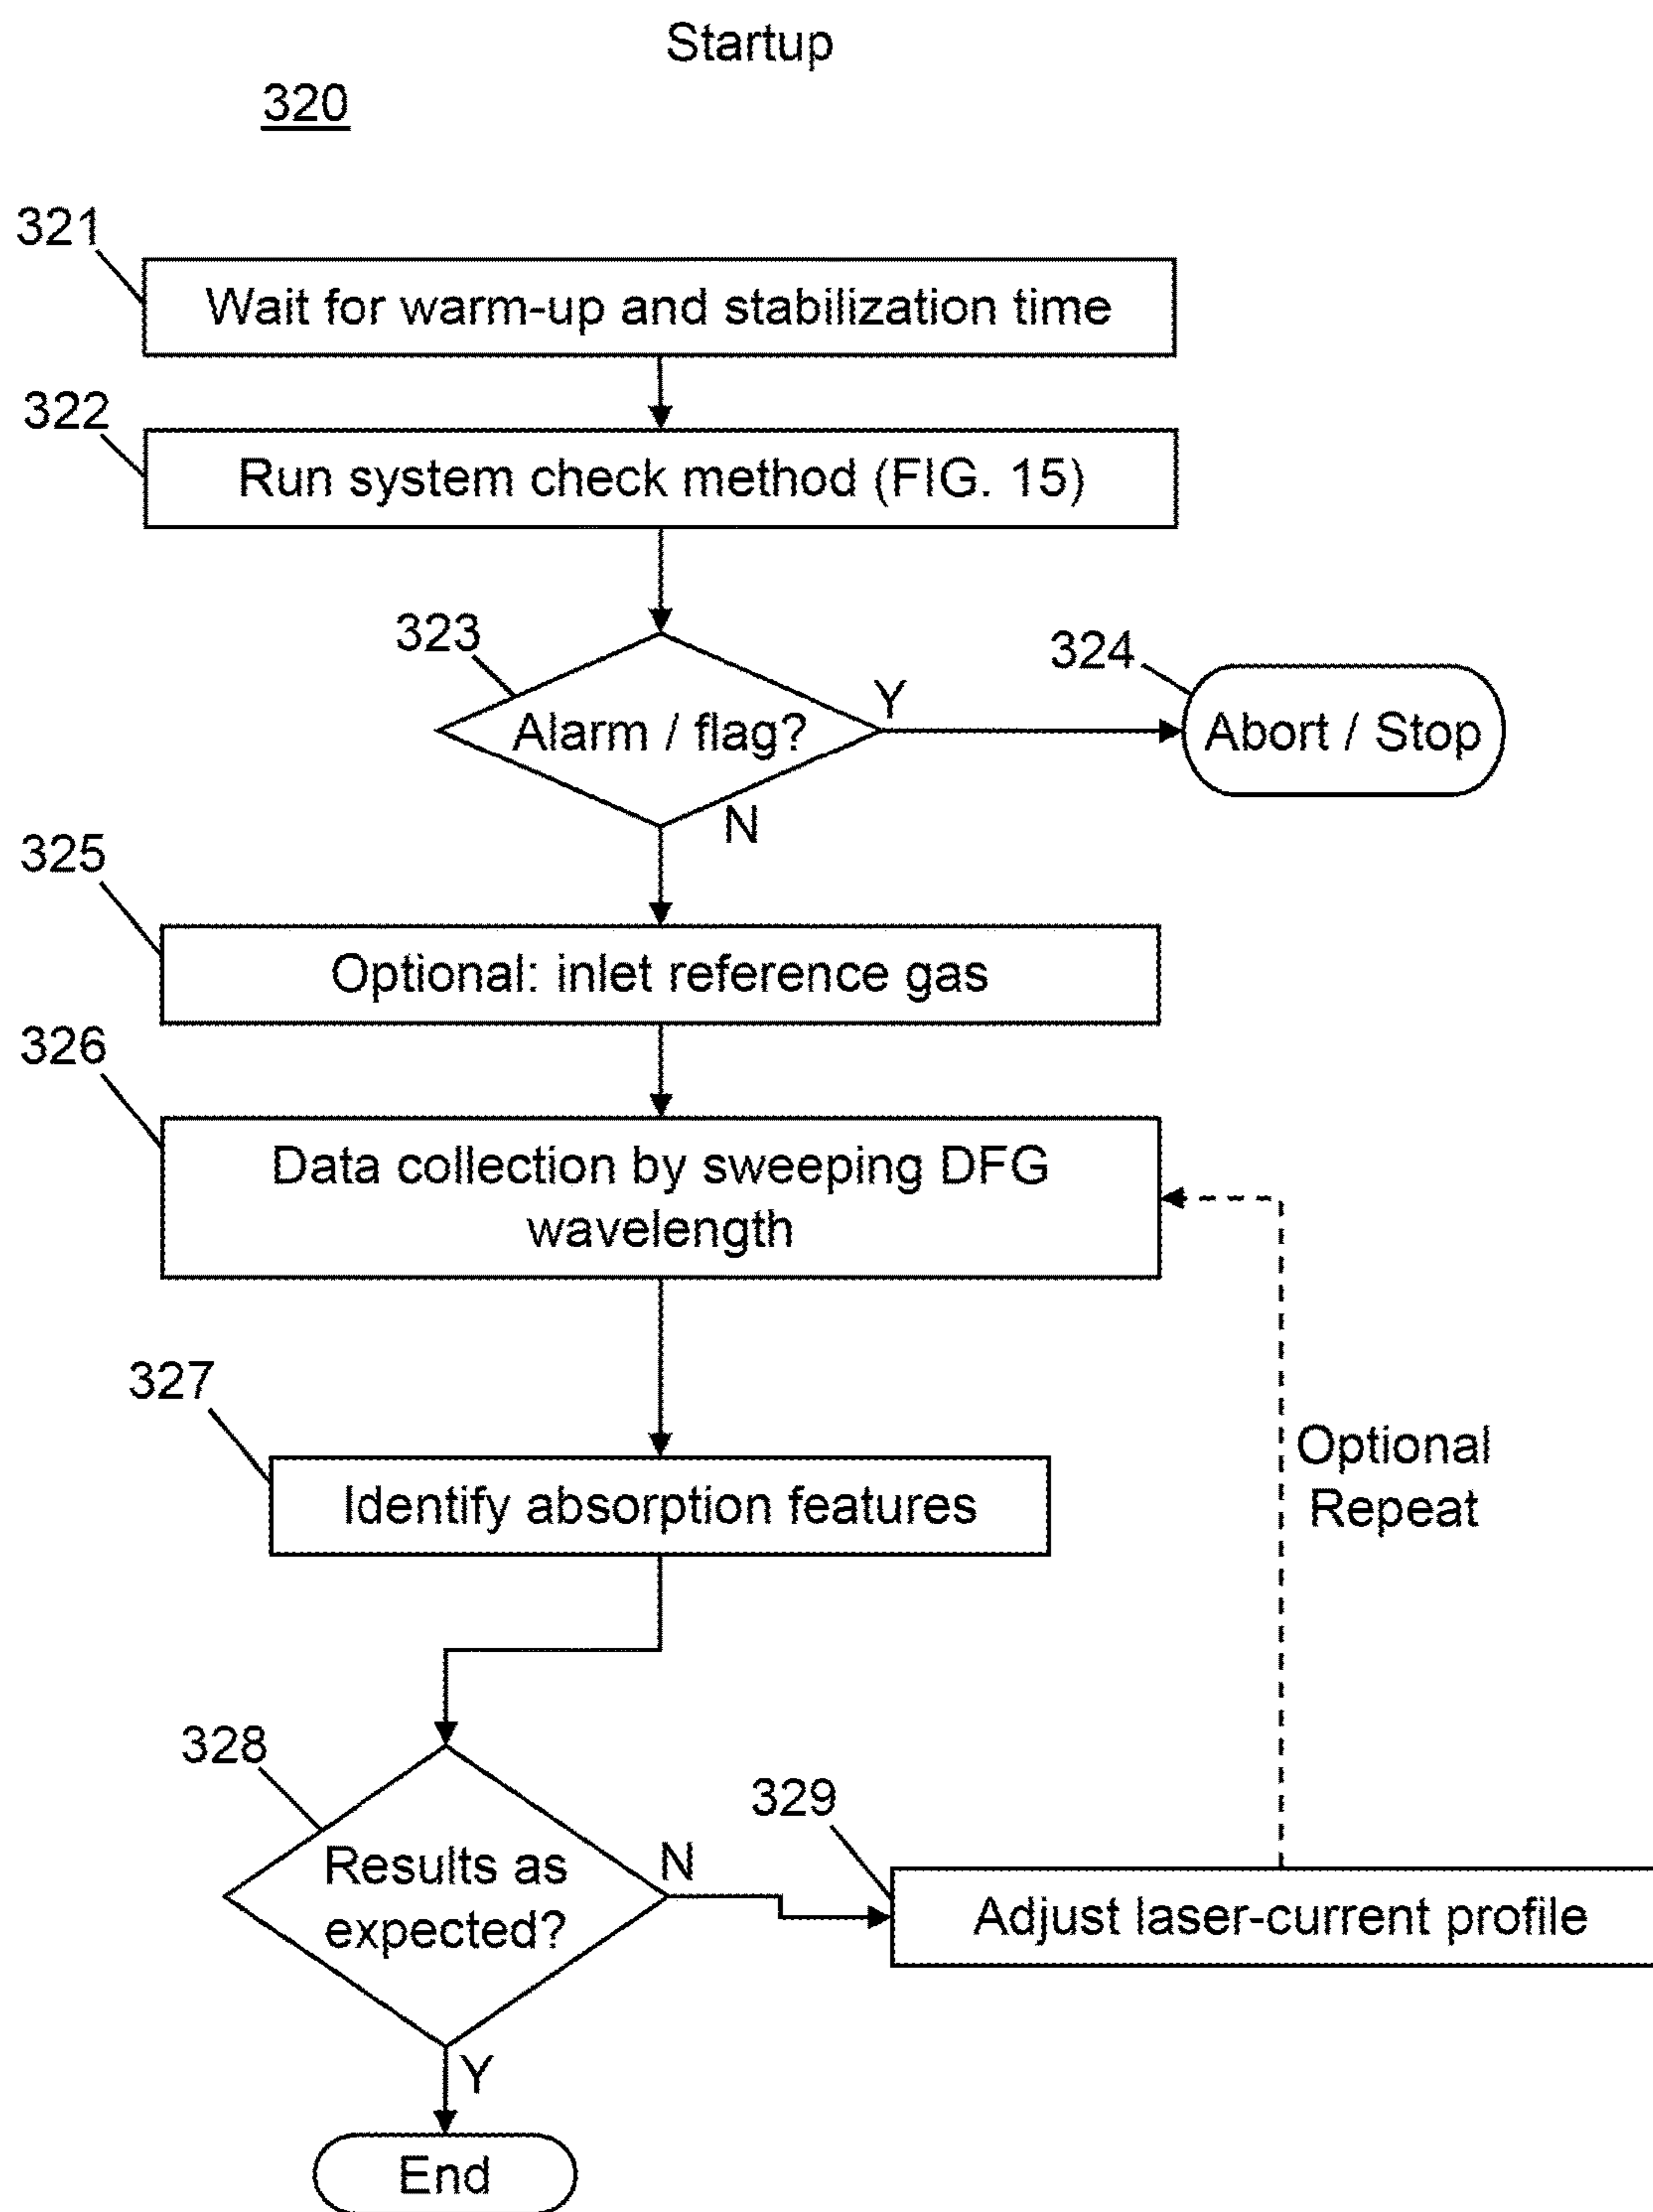 Startup
320
321
Wait for warm-up and stabilization time
322
Run system check method (FIG. 15)
323
Alarm / flag?
Y
324
Abort / Stop
N
325
Optional: inlet reference gas
326
Data collection by sweeping DFG
wavelength
327
Identify absorption features
Optional
Repeat
328
Results as
expected?
N
329
Adjust laser-current profile
Y
End